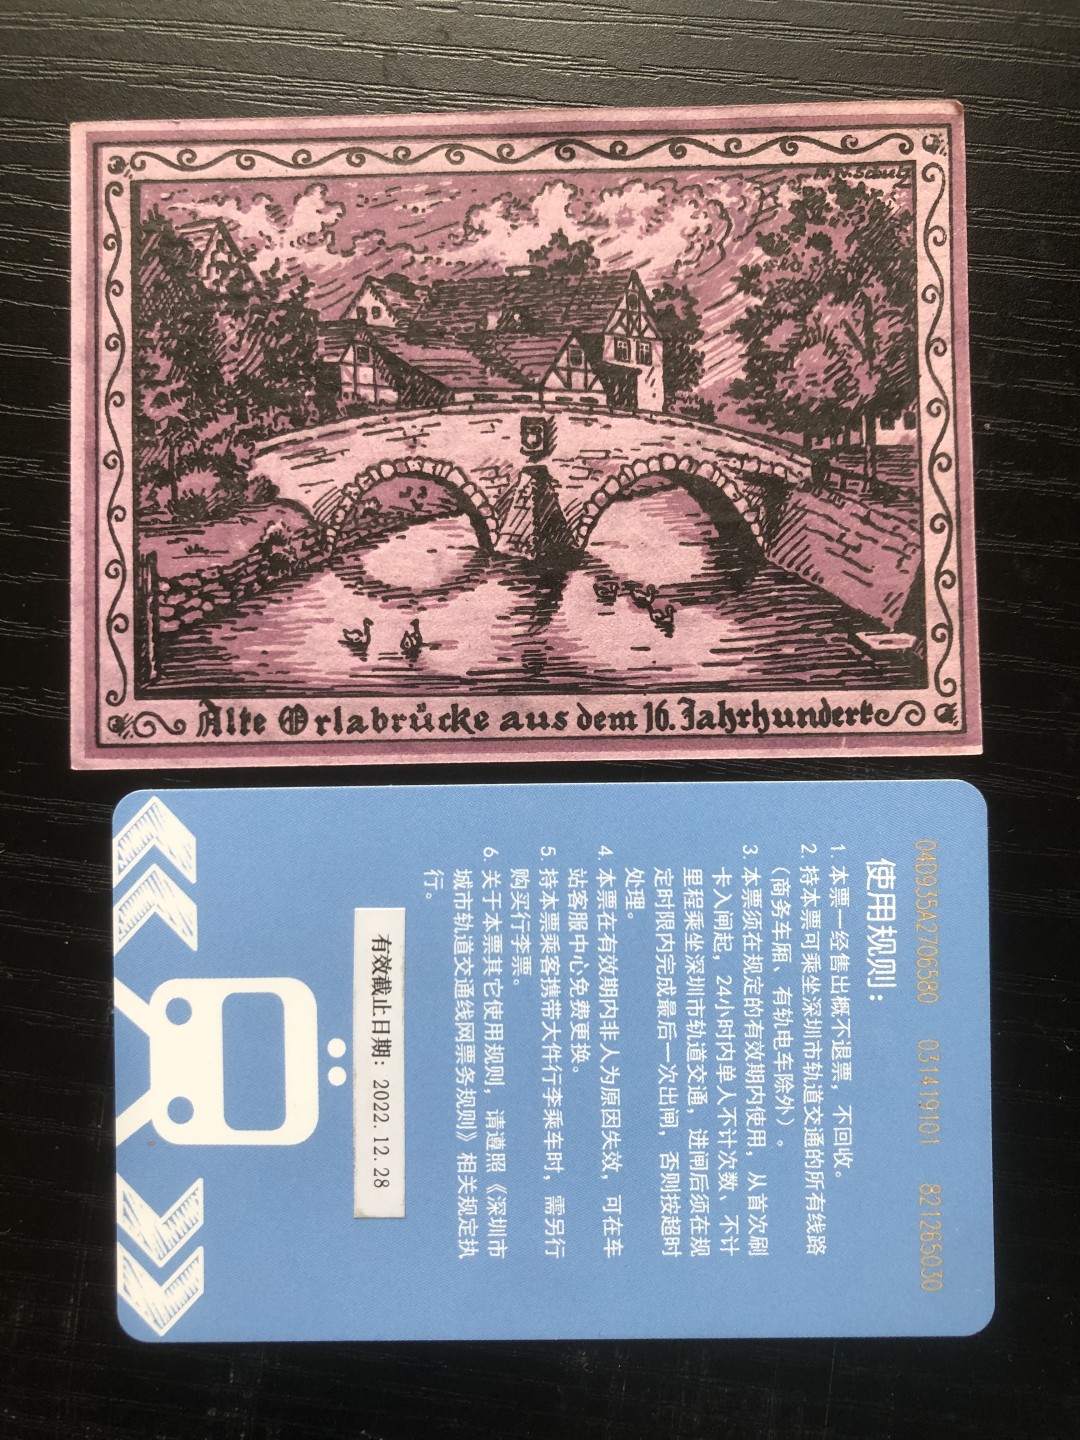 Alte Orlabrücke aus dem 16. Jahrhundert
04D935A2706580 031419101 821265030
使用规则：
1. 本票一经售出概不退票，不回收。
2. 持本票可乘坐深圳市轨道交通的所有线路
（商务车厢、有轨电车除外）。
3. 本票须在规定的有效期内使用，从首次刷
卡入闸起，24小时内单人不计次数、不计
里程乘坐深圳市轨道交通，进闸后须在规
定时限内完成最后一次出闸，否则按超时
处理。
4. 本票在有效期内非人为原因失效，可在车
站客服中心免费更换。
5. 持本票乘客携带大件行李乘车时，需另行
购买行李票。
6. 关于本票其它使用规则，请遵照《深圳市
城市轨道交通线网票务规则》相关规定执
行。
有效截止日期: 2022.12.28